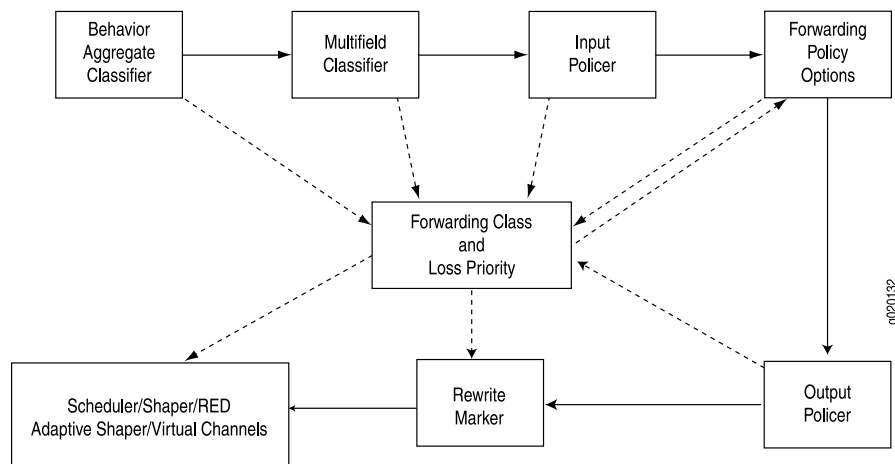 Behavior
Aggregate
Classifier
Multifield
Classifier
Input
Policer
Forwarding
Policy
Options
Forwarding Class
and
Loss Priority
Scheduler/Shaper/RED
Adaptive Shaper/Virtual Channels
Rewrite
Marker
Output
Policer
g020132